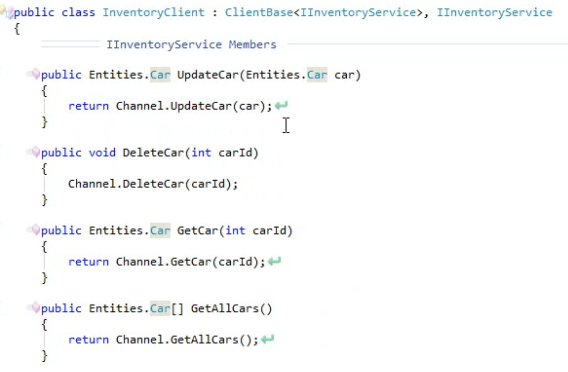 public class InventoryClient : ClientBase<IInventoryService>, IInventoryService
{
IInventoryService Members
public Entities.Car UpdateCar(Entities.Car car)
{
return Channel.UpdateCar(car);
}
public void DeleteCar(int carId)
{
Channel.DeleteCar(carId);
}
public Entities.Car GetCar(int carId)
{
return Channel.GetCar(carId);
}
public Entities.Car[] GetAllCars()
{
return Channel.GetAllCars();
}